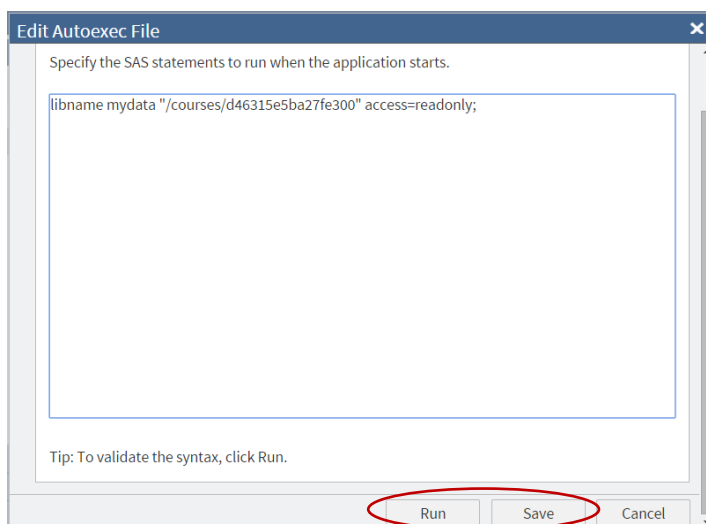 Edit Autoexec File
Specify the SAS statements to run when the application starts.
libname mydata "/courses/d46315e5ba27fe300" access=readonly;
Tip: To validate the syntax, click Run.
Run Save Cancel